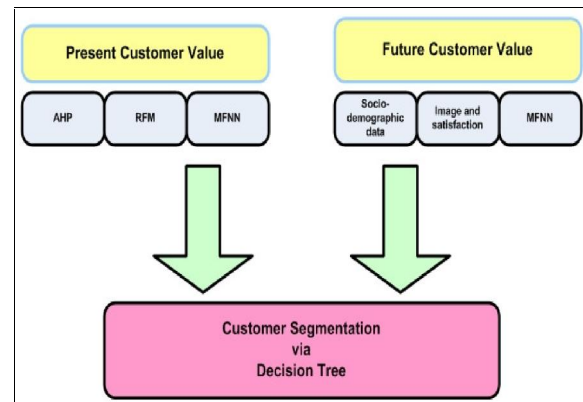 Present Customer Value
Future Customer Value
AHP
RFM
MFNN
Socio-
demographic
data
Image and
satisfaction
MFNN
Customer Segmentation
via
Decision Tree